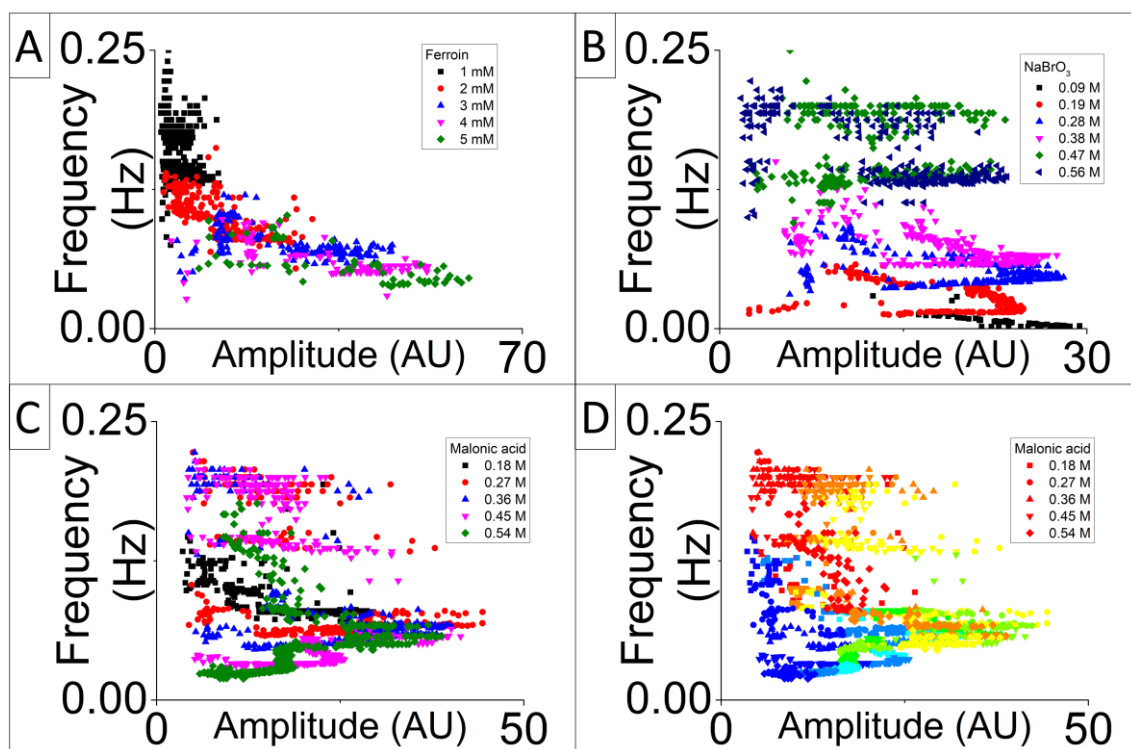 A
0.25
Frequency
(Hz)
0.00
0
Amplitude (AU)
70
Ferroin
1 mM
2 mM
3 mM
4 mM
5 mM
B
0.25
Frequency
(Hz)
0.00
0
Amplitude (AU)
30
NaBrO3
0.09 M
0.19 M
0.28 M
0.38 M
0.47 M
0.56 M
C
0.25
Frequency
(Hz)
0.00
0
Amplitude (AU)
50
Malonic acid
0.18 M
0.27 M
0.36 M
0.45 M
0.54 M
D
0.25
Frequency
(Hz)
0.00
0
Amplitude (AU)
50
Malonic acid
0.18 M
0.27 M
0.36 M
0.45 M
0.54 M